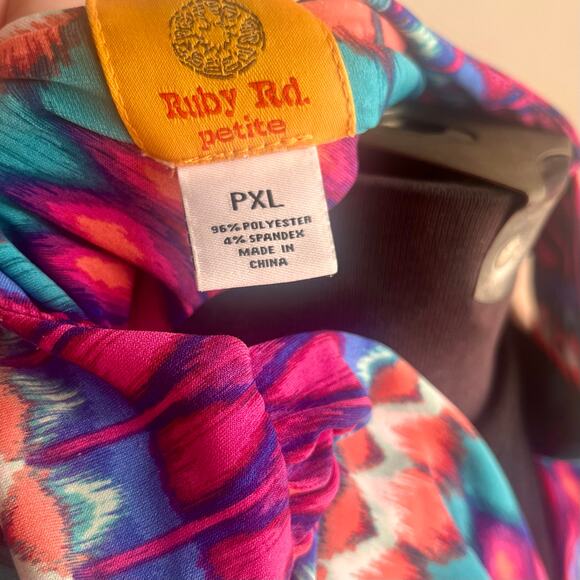 Ruby Rd.
petite
PXL
96% POLYESTER
4% SPANDEX
MADE IN
CHINA